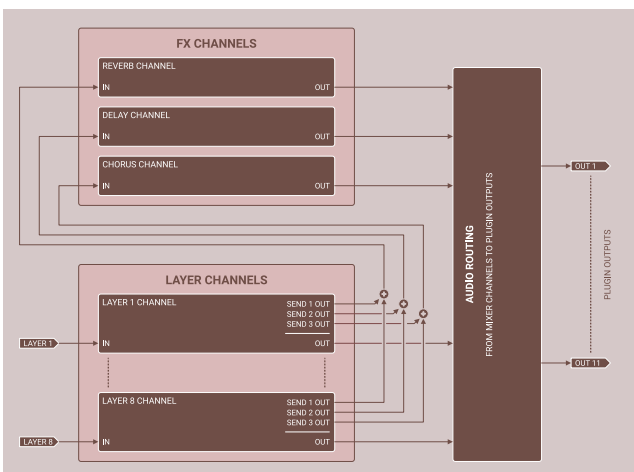 FX CHANNELS
REVERB CHANNEL
IN
OUT
DELAY CHANNEL
IN
OUT
CHORUS CHANNEL
IN
OUT
LAYER CHANNELS
LAYER 1 CHANNEL
SEND 1 OUT
SEND 2 OUT
SEND 3 OUT
LAYER 1
IN
OUT
LAYER 8 CHANNEL
SEND 1 OUT
SEND 2 OUT
SEND 3 OUT
LAYER 8
IN
OUT
AUDIO ROUTING
FROM MIXER CHANNELS TO PLUGIN OUTPUTS
OUT 1
PLUGIN OUTPUTS
OUT 11